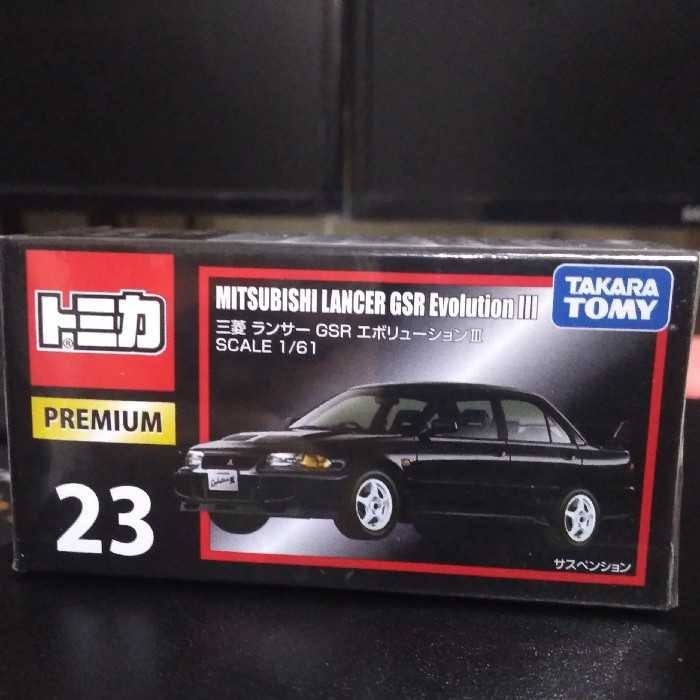 トミカ
PREMIUM
23
MITSUBISHI LANCER GSR Evolution III
三菱 ランサー GSR エボリューションⅢ
SCALE 1/61
TAKARA
TOMY
サスペンション